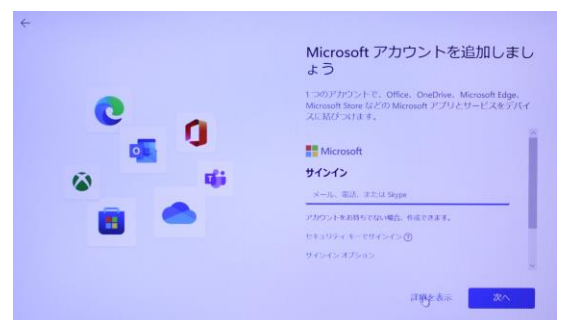 Microsoft アカウントを追加しまし
ょう
1 つのアカウントで、Office、OneDrive、Microsoft Edge、
Microsoft Store などの Microsoft アプリとサービスをデバイ
スに結びつけます。
Microsoft
サインイン
メール、電話、または Skype
アカウントをお持ちでない場合、作成できます。
セキュリティ キーでサインイン
サインイン オプション
詳細を表示
次へ